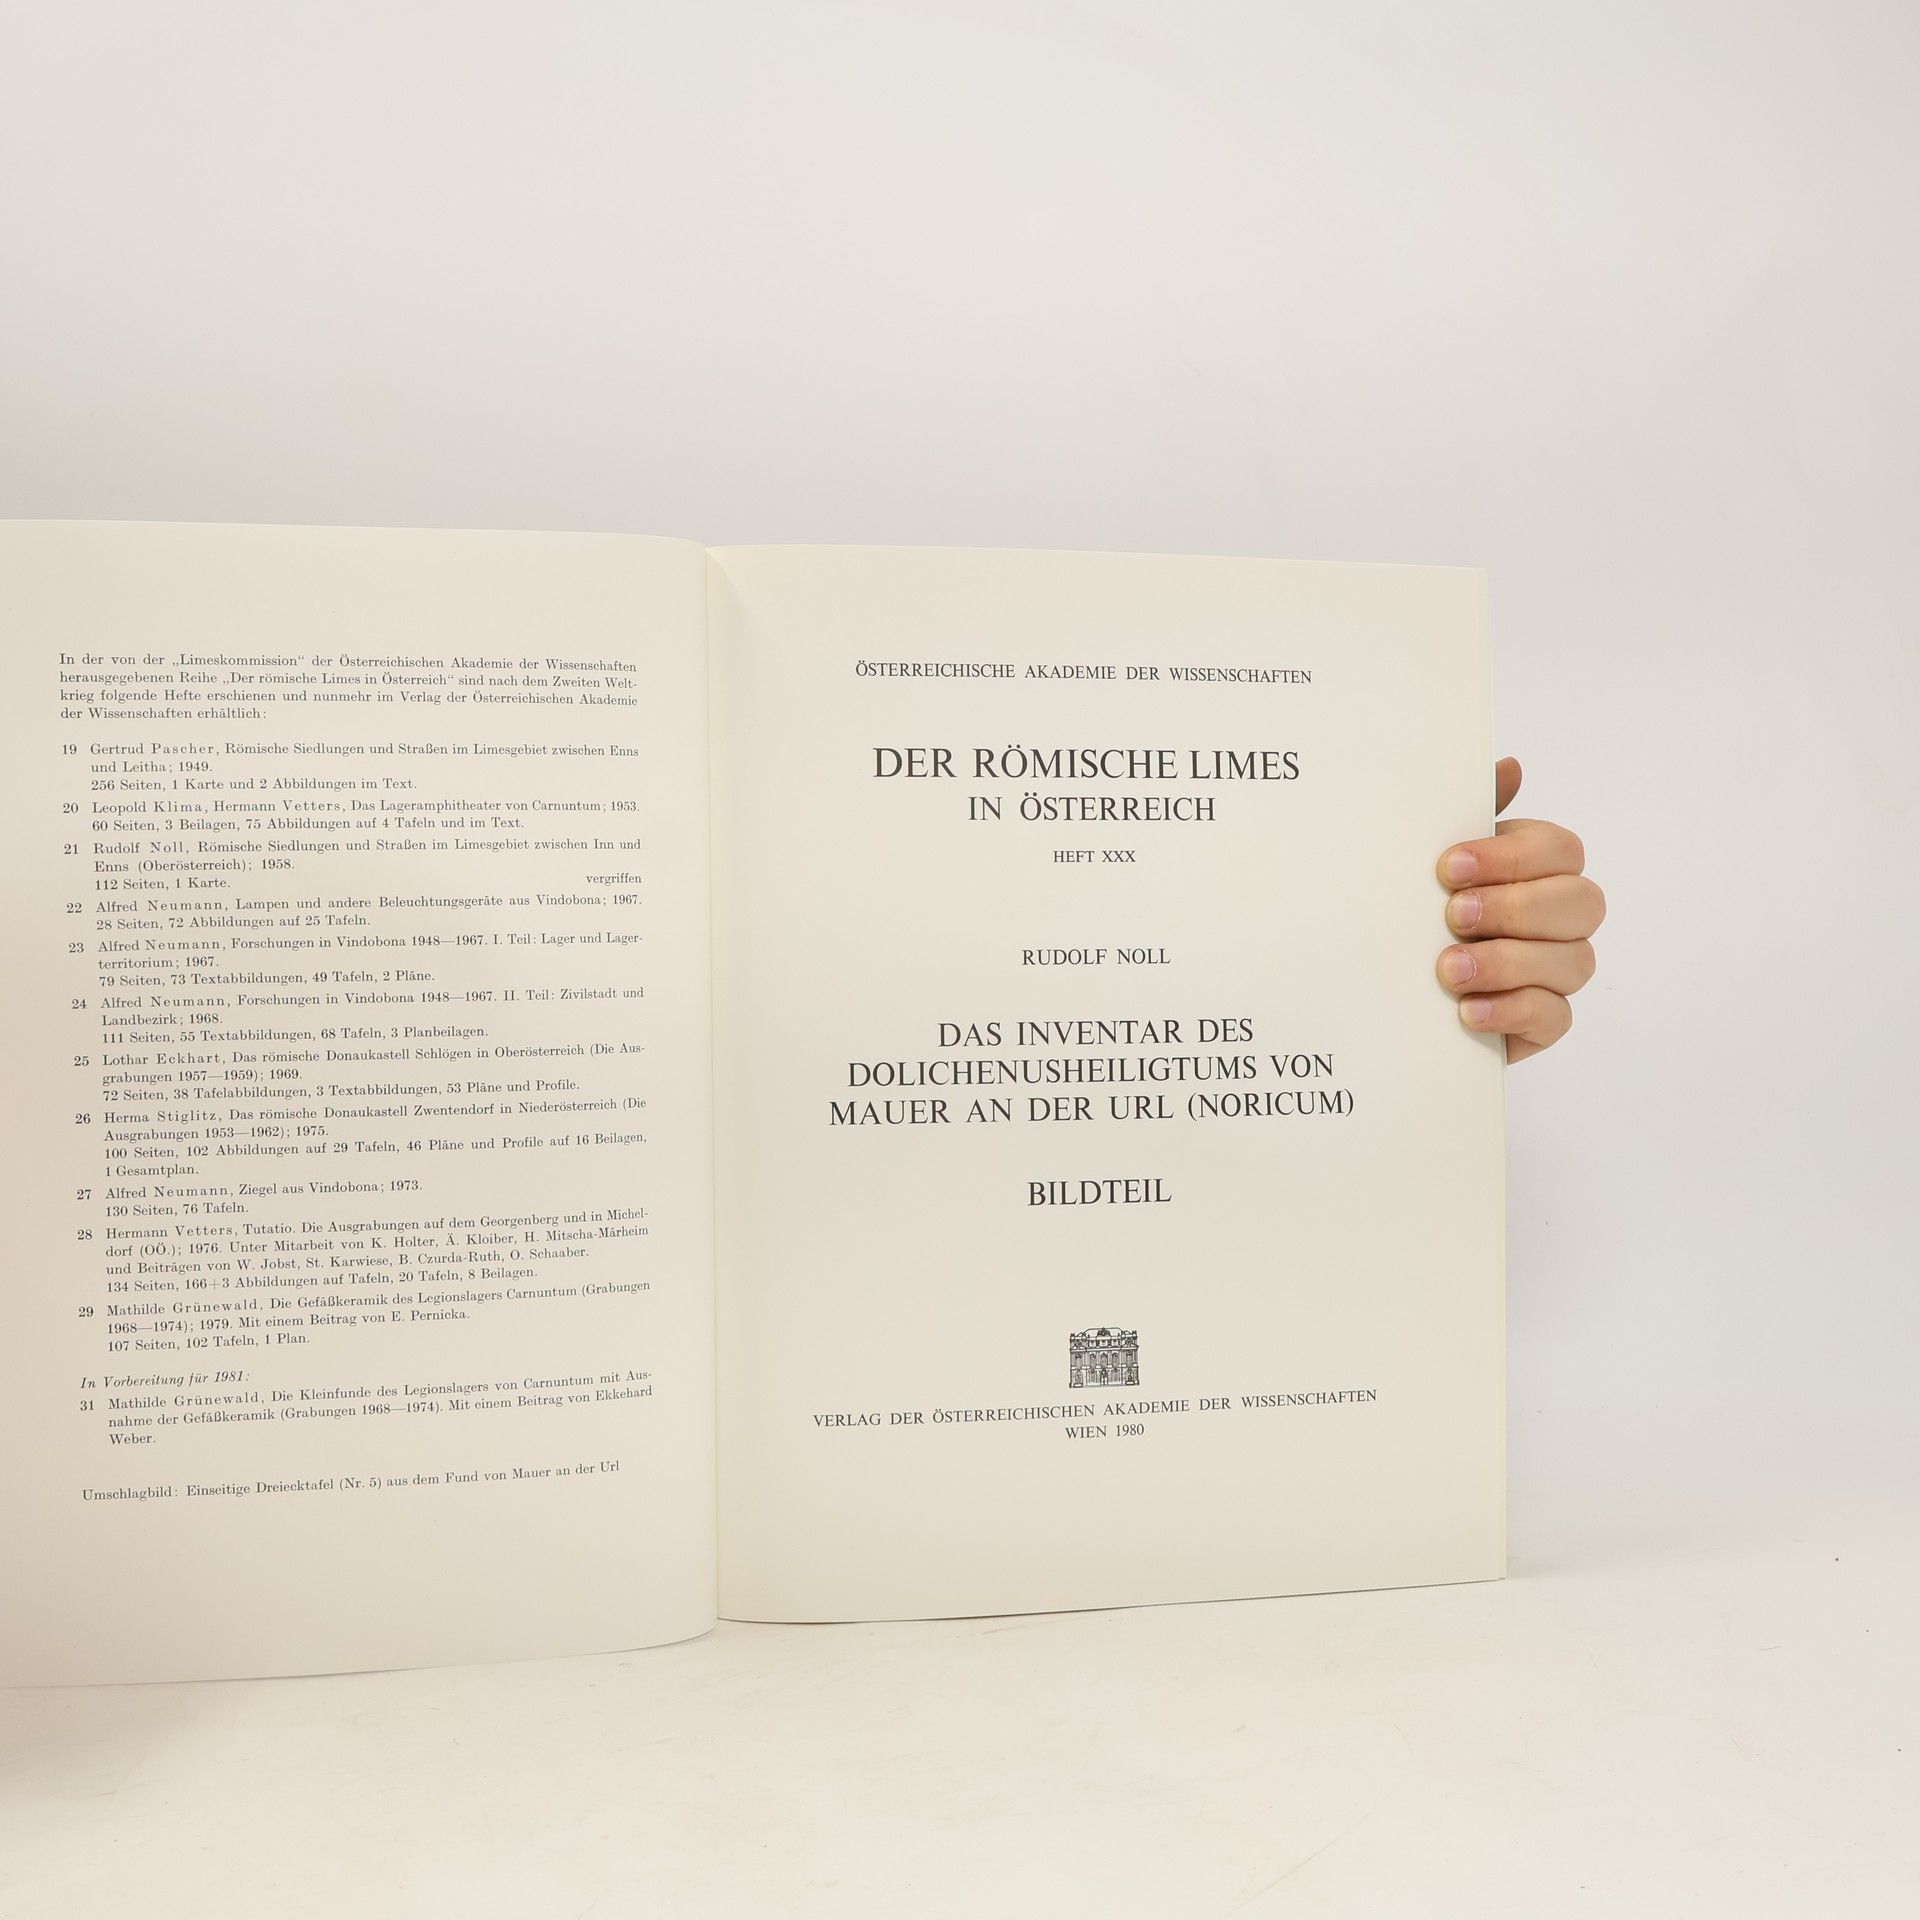 In der von der „Limeskommission“ der Österreichischen Akademie der Wissenschaften
herausgegebenen Reihe „Der römische Limes in Österreich“ sind nach dem Zweiten Welt-
krieg folgende Hefte erschienen und nunmehr im Verlag der Österreichischen Akademie
der Wissenschaften erhältlich:
19 Gertrud Pascher, Römische Siedlungen und Straßen im Limesgebiet zwischen Enns
und Leitha; 1949.
256 Seiten, 1 Karte und 2 Abbildungen im Text.
20 Leopold Klima, Hermann Vetters, Das Lageramphitheater von Carnuntum; 1953.
60 Seiten, 3 Beilagen, 75 Abbildungen auf 4 Tafeln und im Text.
21 Rudolf Noll, Römische Siedlungen und Straßen im Limesgebiet zwischen Inn und
Enns (Oberösterreich); 1958.
112 Seiten, 1 Karte. vergriffen
22 Alfred Neumann, Lampen und andere Beleuchtungsgeräte aus Vindobona; 1967.
28 Seiten, 72 Abbildungen auf 25 Tafeln.
23 Alfred Neumann, Forschungen in Vindobona 1948—1967. I. Teil: Lager und Lager-
territorium; 1967.
79 Seiten, 73 Textabbildungen, 49 Tafeln, 2 Pläne.
24 Alfred Neumann, Forschungen in Vindobona 1948—1967. II. Teil: Zivilstadt und
Landbezirk; 1968.
111 Seiten, 55 Textabbildungen, 68 Tafeln, 3 Planbeilagen.
25 Lothar Eckhart, Das römische Donaukastell Schlögen in Oberösterreich (Die Aus-
grabungen 1957—1959); 1969.
72 Seiten, 38 Tafelabbildungen, 3 Textabbildungen, 53 Pläne und Profile.
26 Herma Stiglitz, Das römische Donaukastell Zwentendorf in Niederösterreich (Die
Ausgrabungen 1953—1962); 1975.
100 Seiten, 102 Abbildungen auf 29 Tafeln, 46 Pläne und Profile auf 16 Beilagen,
1 Gesamtplan.
27 Alfred Neumann, Ziegel aus Vindobona; 1973.
130 Seiten, 76 Tafeln.
28 Hermann Vetters, Tutatio. Die Ausgrabungen auf dem Georgenberg und in Michel-
dorf (OÖ.); 1976. Unter Mitarbeit von K. Holter, Ä. Kloiber, H. Mitscha-Märheim
und Beiträgen von W. Jobst, St. Karwiese, B. Czurda-Ruth, O. Schaaber.
134 Seiten, 166+3 Abbildungen auf Tafeln, 20 Tafeln, 8 Beilagen.
29 Mathilde Grünewald, Die Gefäßkeramik des Legionslagers Carnuntum (Grabungen
1968—1974); 1979. Mit einem Beitrag von E. Pernicka.
107 Seiten, 102 Tafeln, 1 Plan.
In Vorbereitung für 1981:
31 Mathilde Grünewald, Die Kleinfunde des Legionslagers von Carnuntum mit Aus-
nahme der Gefäßkeramik (Grabungen 1968—1974). Mit einem Beitrag von Ekkehard
Weber.
Umschlagbild: Einseitige Dreiecktafel (Nr. 5) aus dem Fund von Mauer an der Url
ÖSTERREICHISCHE AKADEMIE DER WISSENSCHAFTEN
DER RÖMISCHE LIMES
IN ÖSTERREICH
HEFT XXX
RUDOLF NOLL
DAS INVENTAR DES
DOLICHENUSHEILIGTUMS VON
MAUER AN DER URL (NORICUM)
BILDTEIL
VERLAG DER ÖSTERREICHISCHEN AKADEMIE DER WISSENSCHAFTEN
WIEN 1980